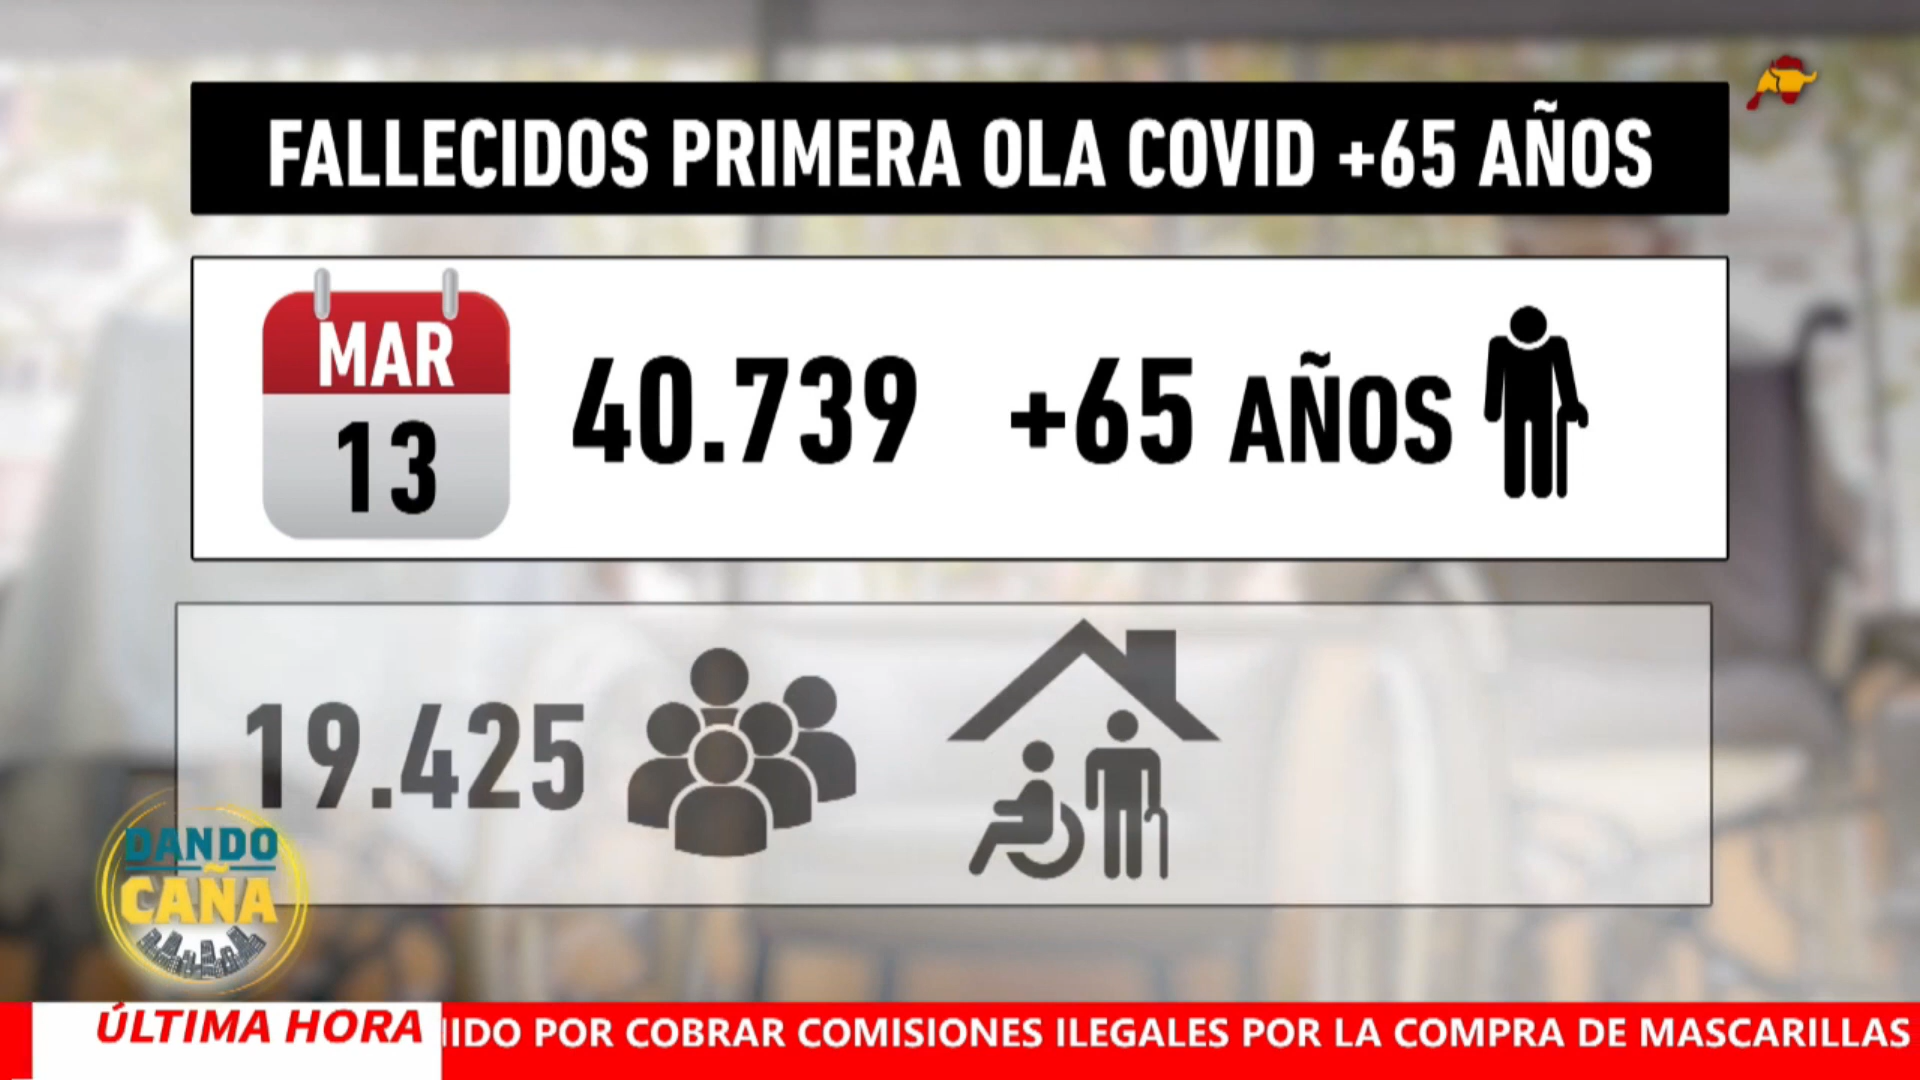 FALLECIDOS PRIMERA OLA COVID +65 AÑOS
MAR
13
40.739 +65 AÑOS
19.425
DANDO
CAÑA
ÚLTIMA HORA
POR COBRAR COMISIONES ILEGALES POR LA COMPRA DE MASCARILLAS